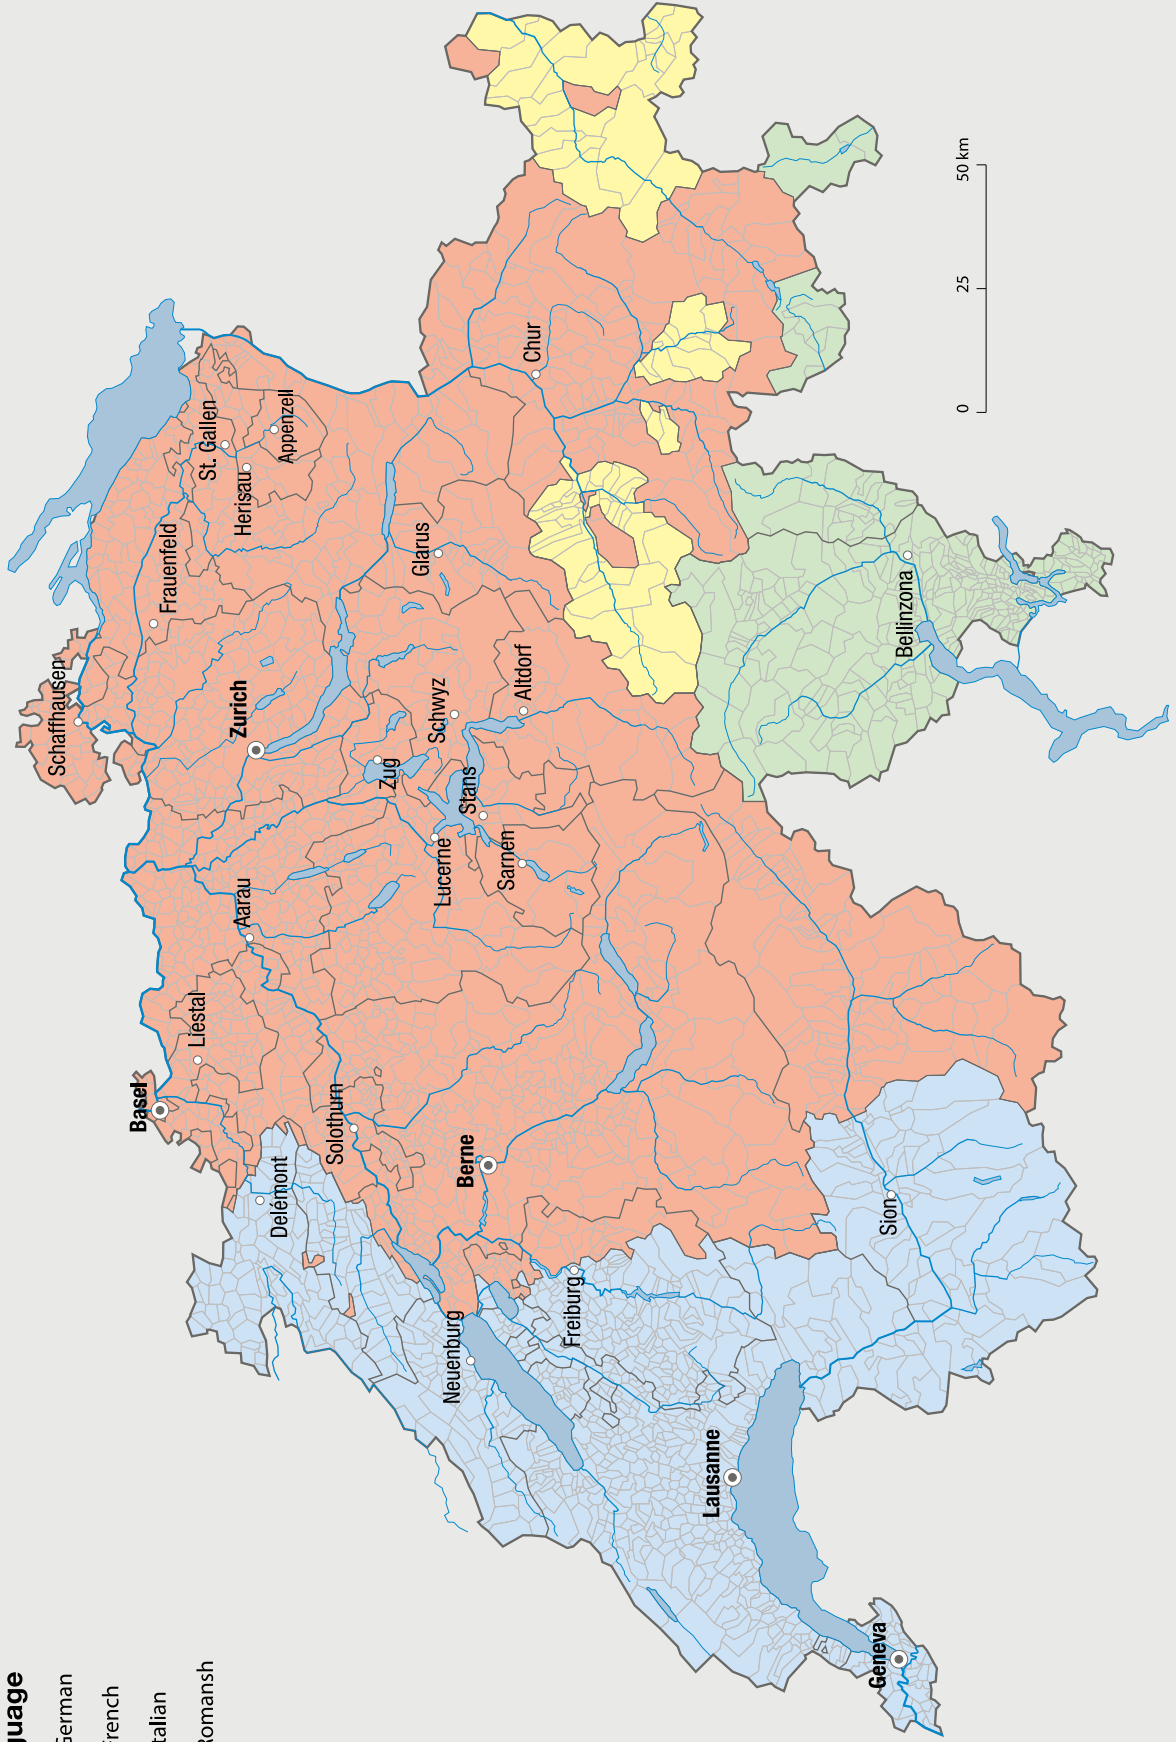 guage
German
French
Italian
Romansh
Schaffhausen
Basel
Liestal
Frauenfeld
St. Gallen
Herisau
Appenzell
Delémont
Aarau
Zurich
Solothurn
Zug
Lucerne
Schwyz
Glarus
Neuenburg
Berne
Stans
Sarnen
Altdorf
Chur
Freiburg
Lausanne
Sion
Bellinzona
Geneva
0
25
50 km